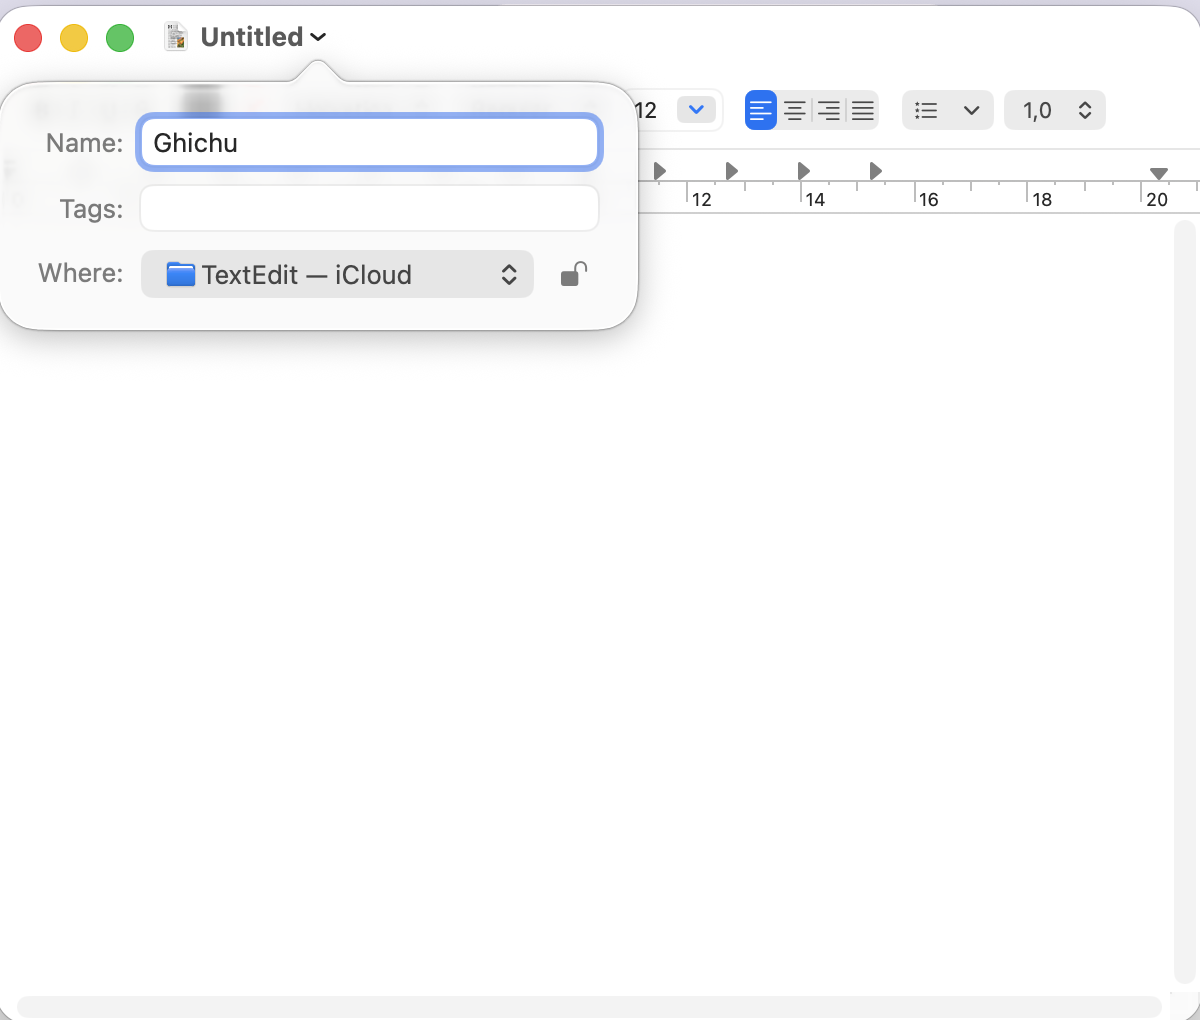 Untitled
Name: Ghichu
Tags:
Where: TextEdit — iCloud
12
1,0
12 14 16 18 20